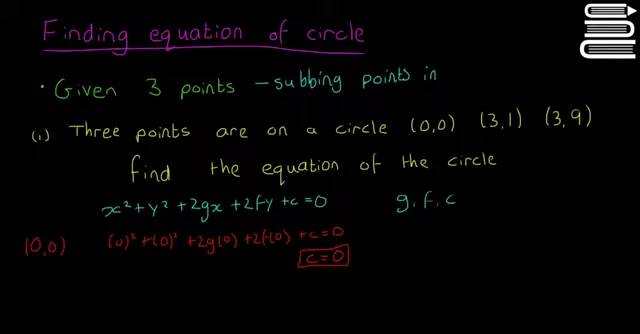 Finding equation of circle
· Given 3 points – subbing points in
(i) Three points are on a circle (0,0) (3,1) (3,9)
find the equation of the circle
x² + y² + 2gx + 2fy + c = 0 g, f, c
(0,0) (0)² + (0)² + 2g(0) + 2f(0) + c = 0
c = 0